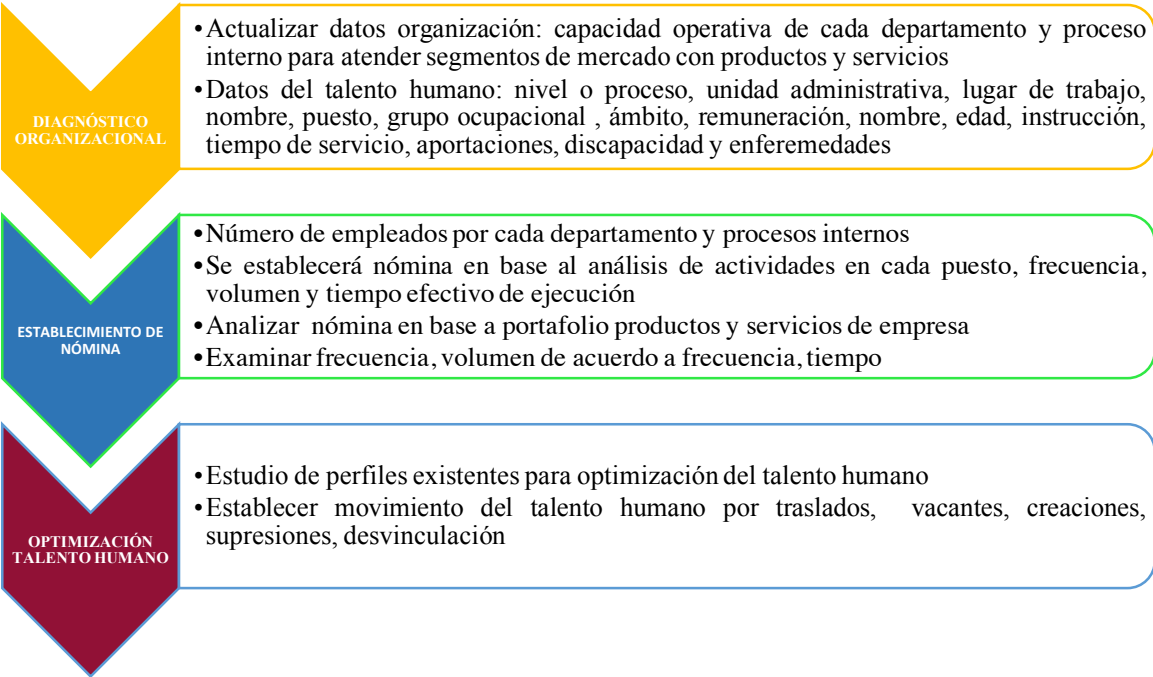 DIAGNÓSTICO
ORGANIZACIONAL
•Actualizar datos organización: capacidad operativa de cada departamento y proceso
interno para atender segmentos de mercado con productos y servicios
•Datos del talento humano: nivel o proceso, unidad administrativa, lugar de trabajo,
nombre, puesto, grupo ocupacional , ámbito, remuneración, nombre, edad, instrucción,
tiempo de servicio, aportaciones, discapacidad y enferemedades
ESTABLECIMIENTO DE
NÓMINA
•Número de empleados por cada departamento y procesos internos
•Se establecerá nómina en base al análisis de actividades en cada puesto, frecuencia,
volumen y tiempo efectivo de ejecución
•Analizar nómina en base a portafolio productos y servicios de empresa
•Examinar frecuencia, volumen de acuerdo a frecuencia, tiempo
OPTIMIZACIÓN
TALENTO HUMANO
•Estudio de perfiles existentes para optimización del talento humano
•Establecer movimiento del talento humano por traslados, vacantes, creaciones,
supresiones, desvinculación